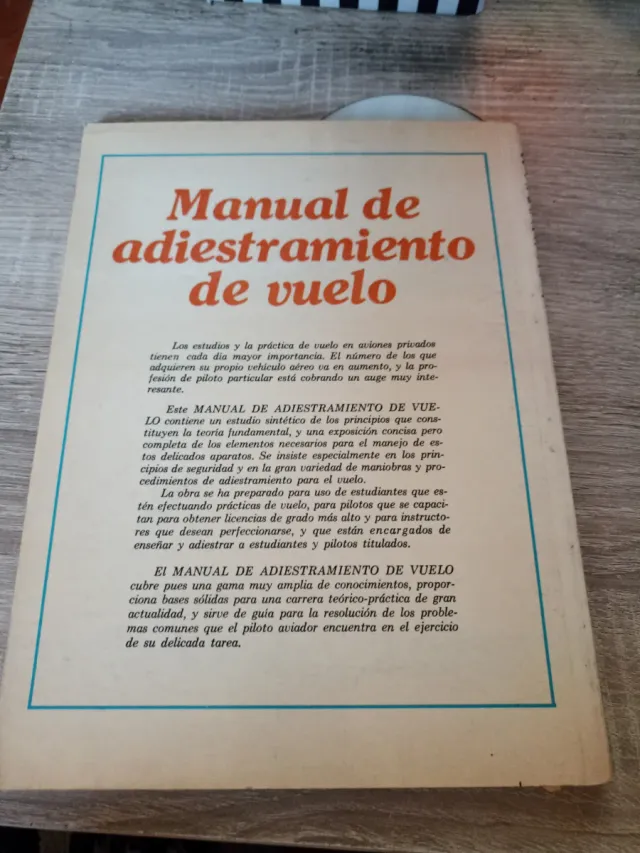 Manual de
adiestramiento
de vuelo
Los estudios y la práctica de vuelo en aviones privados
tienen cada día mayor importancia. El número de los que
adquieren su propio vehículo aéreo va en aumento, y la pro-
fesión de piloto particular está cobrando un auge muy inte-
resante.
Este MANUAL DE ADIESTRAMIENTO DE VUE-
LO contiene un estudio sintético de los principios que cons-
tituyen la teoría fundamental, y una exposición concisa pero
completa de los elementos necesarios para el manejo de es-
tos delicados aparatos. Se insiste especialmente en los prin-
cipios de seguridad y en la gran variedad de maniobras y pro-
cedimientos de adiestramiento para el vuelo.
La obra se ha preparado para uso de estudiantes que es-
tén efectuando prácticas de vuelo, para pilotos que se capaci-
tan para obtener licencias de grado más alto y para instructo-
res que desean perfeccionarse, y que están encargados de
enseñar y adiestrar a estudiantes y pilotos titulados.
El MANUAL DE ADIESTRAMIENTO DE VUELO
cubre pues una gama muy amplia de conocimientos, propor-
ciona bases sólidas para una carrera teórico-práctica de gran
actualidad, y sirve de guía para la resolución de los proble-
mas comunes que el piloto aviador encuentra en el ejercicio
de su delicada tarea.